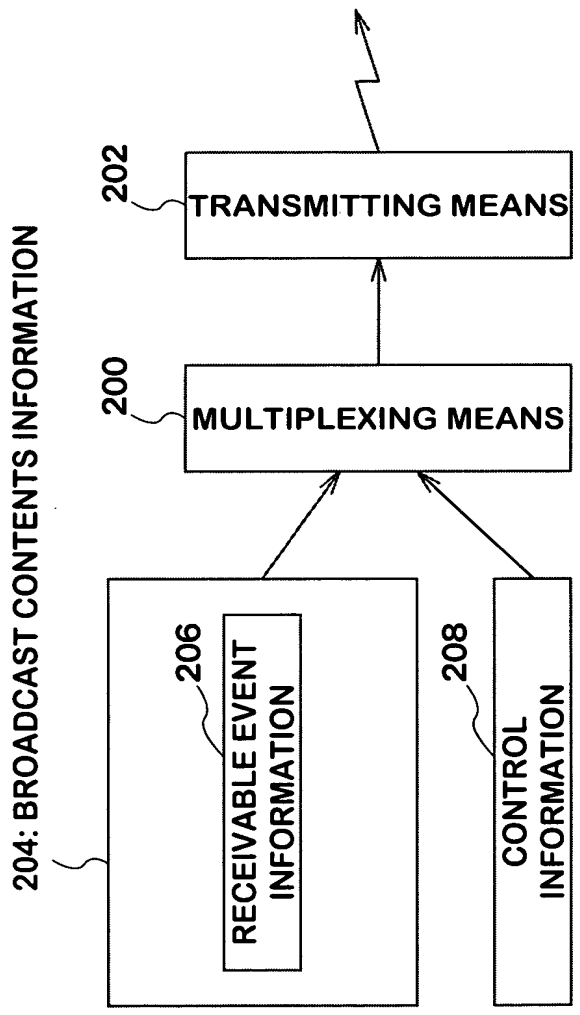 204: BROADCAST CONTENTS INFORMATION
206
RECEIVABLE EVENT
INFORMATION
208
CONTROL
INFORMATION
200
MULTIPLEXING MEANS
202
TRANSMITTING MEANS